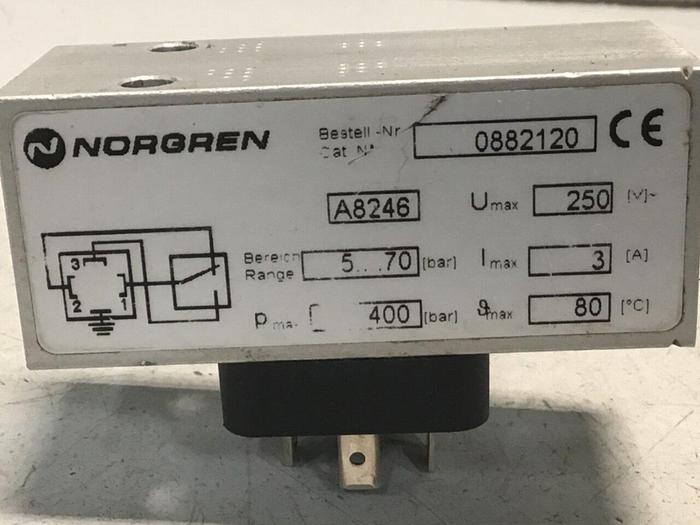 NORGREN
Bestell-Nr
Cat. Nº
0882120 CE
A8246
Umax 250 [V]~
Bereich
Range
5...70 [bar]
Imax 3 [A]
pma 400 [bar]
ϑmax 80 [°C]
3
2 1